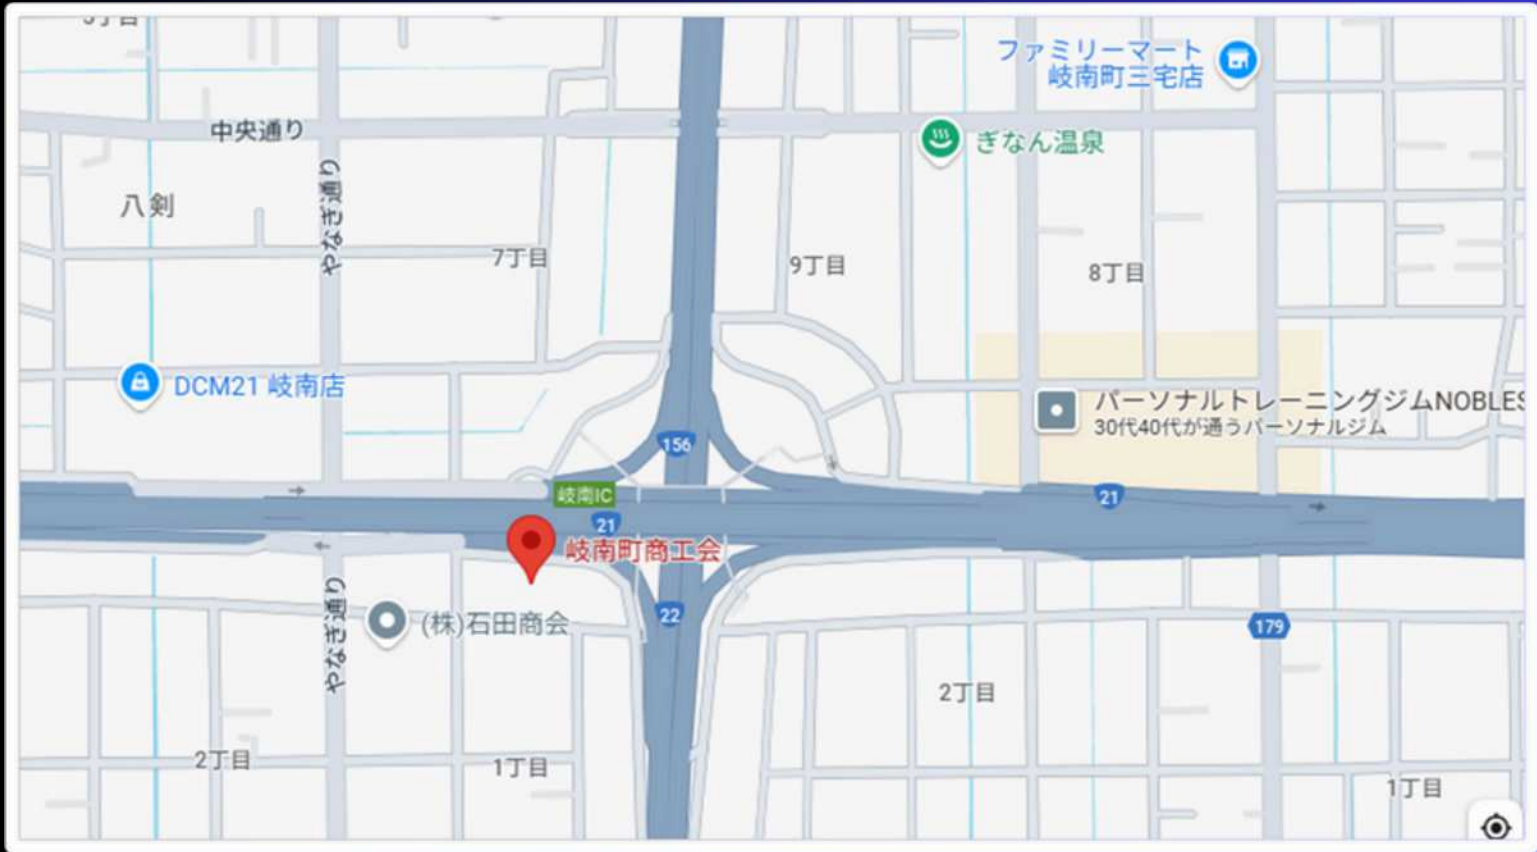 ファミリーマート
岐南町三宅店
中央通り
ぎなん温泉
八剣
やなぎ通り
7丁目
9丁目
8丁目
DCM21 岐南店
パーソナルトレーニングジムNOBLES
30代40代が通うパーソナルジム
156
岐南IC
21
21
岐南町商工会
22
(株)石田商会
179
やなぎ通り
2丁目
2丁目
1丁目
1丁目